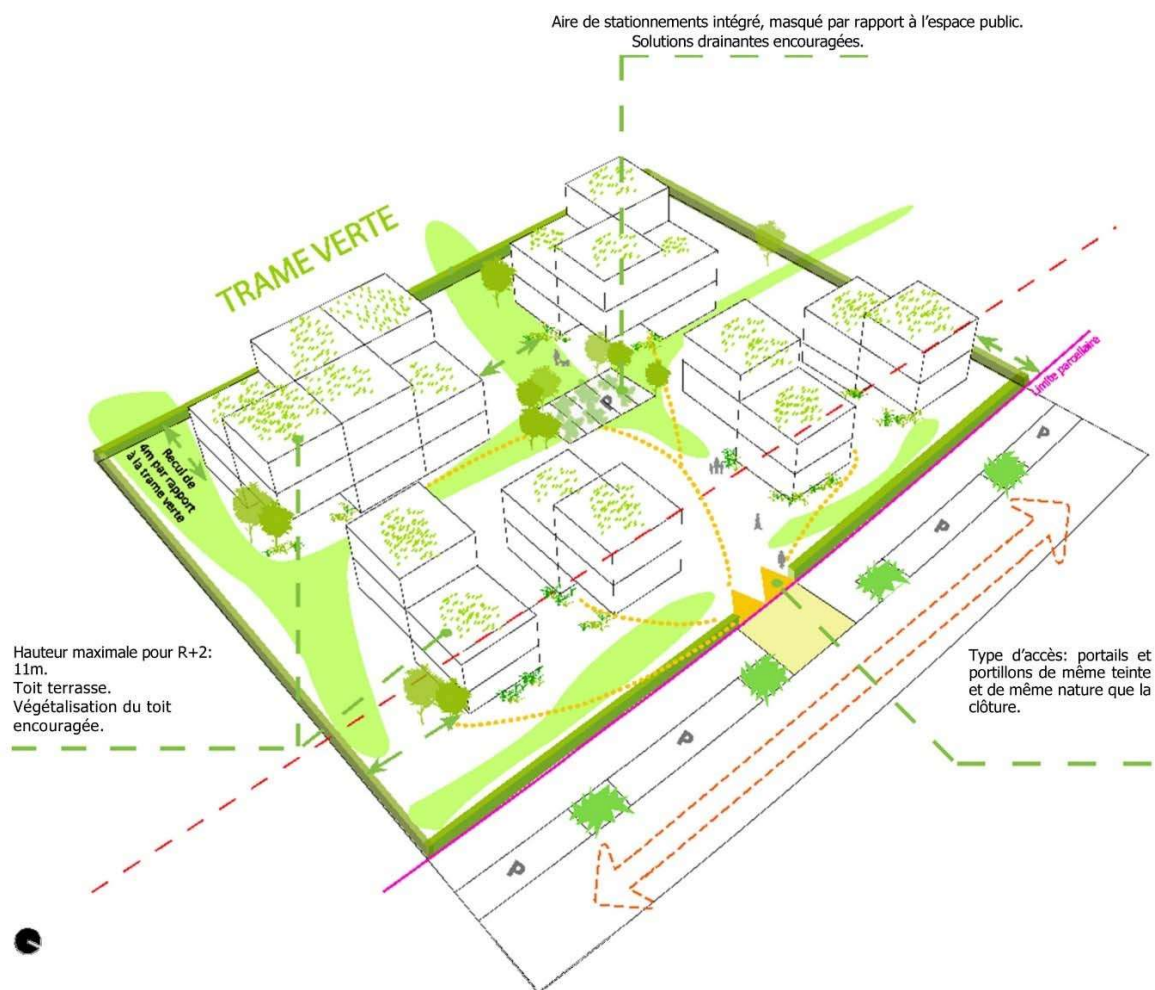 Aire de stationnements intégré, masqué par rapport à l'espace public.
Solutions drainantes encouragées.
TRAME VERTE
Limite parcellaire
Recul de
4m par rapport
à la trame verte
P
P
P
P
P
P
Hauteur maximale pour R+2:
11m.
Toit terrasse.
Végétalisation du toit
encouragée.
Type d'accès: portails et
portillons de même teinte
et de même nature que la
clôture.